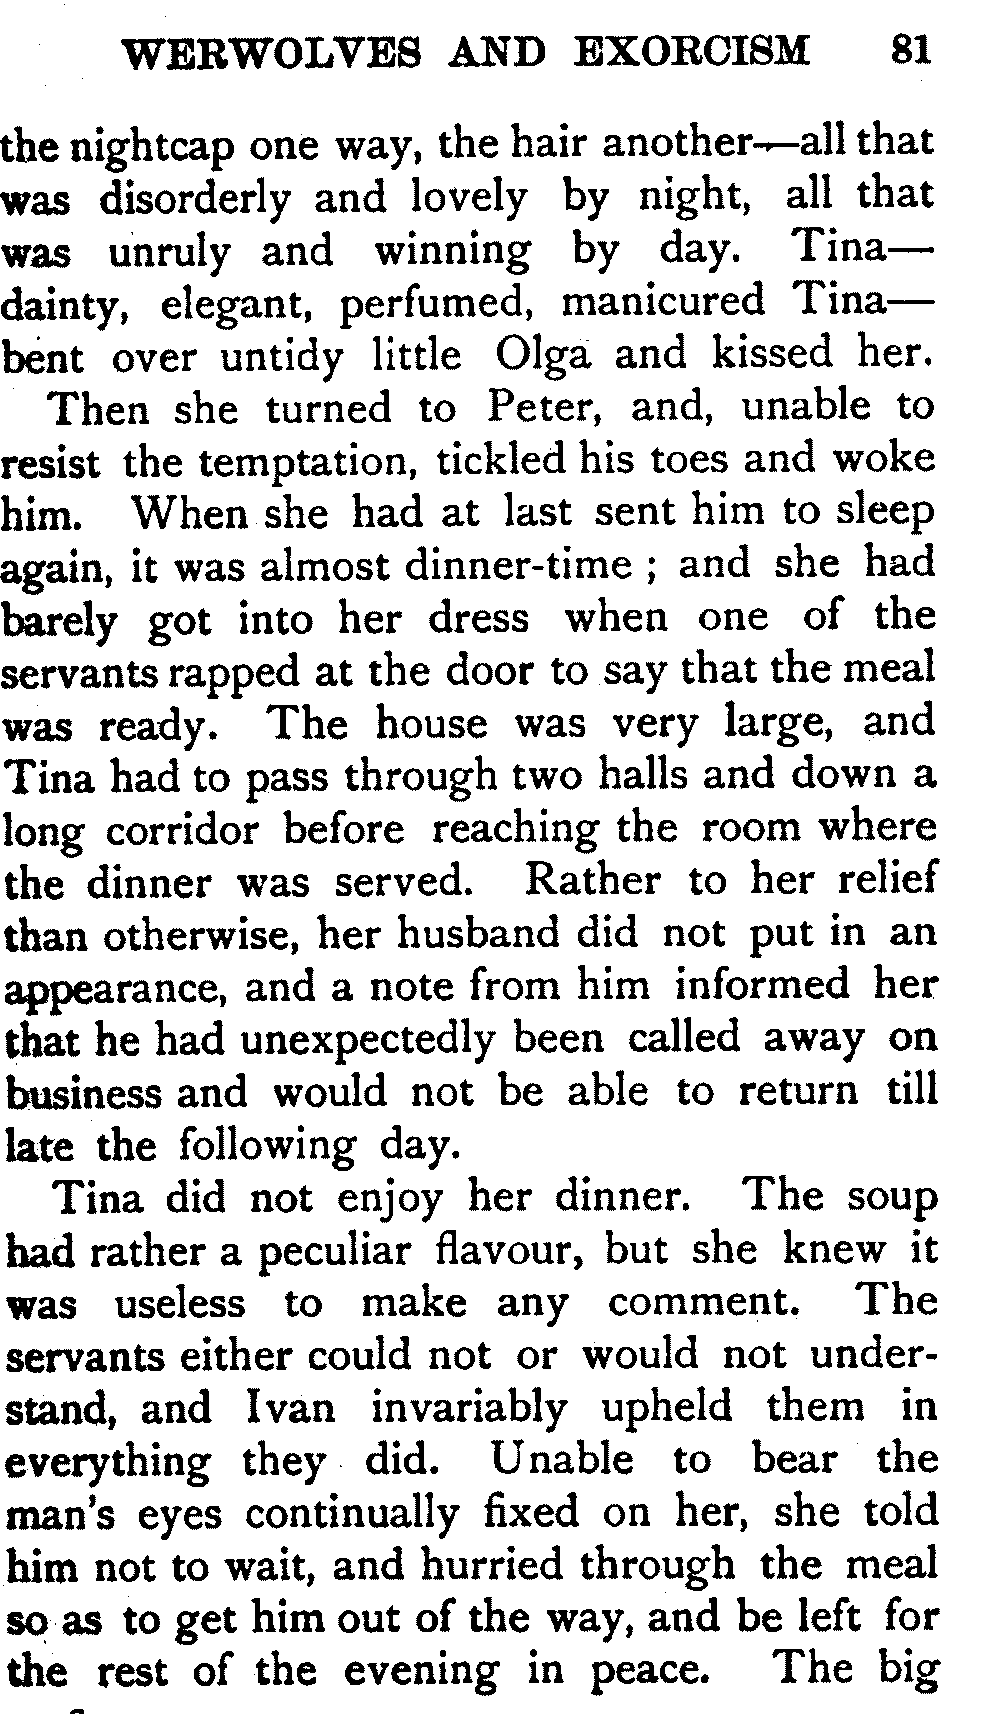 WERWOLVES AND EXORCISM 81
the nightcap one way, the hair another—all that
was disorderly and lovely by night, all that
was unruly and winning by day. Tina—
dainty, elegant, perfumed, manicured Tina—
bent over untidy little Olga and kissed her.
Then she turned to Peter, and, unable to
resist the temptation, tickled his toes and woke
him. When she had at last sent him to sleep
again, it was almost dinner-time ; and she had
barely got into her dress when one of the
servants rapped at the door to say that the meal
was ready. The house was very large, and
Tina had to pass through two halls and down a
long corridor before reaching the room where
the dinner was served. Rather to her relief
than otherwise, her husband did not put in an
appearance, and a note from him informed her
that he had unexpectedly been called away on
business and would not be able to return till
late the following day.
Tina did not enjoy her dinner. The soup
had rather a peculiar flavour, but she knew it
was useless to make any comment. The
servants either could not or would not under-
stand, and Ivan invariably upheld them in
everything they did. Unable to bear the
man's eyes continually fixed on her, she told
him not to wait, and hurried through the meal
so as to get him out of the way, and be left for
the rest of the evening in peace. The big